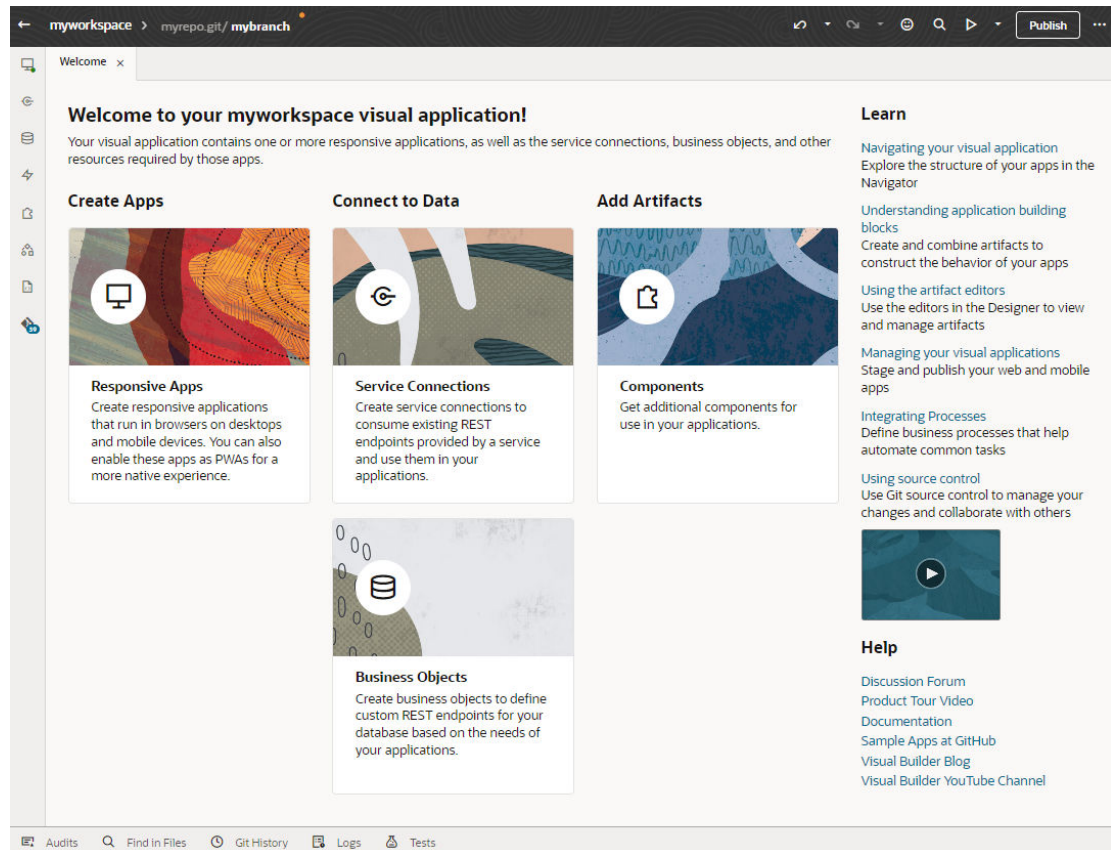 myworkspace > myrepo.git/ mybranch
Publish
Welcome x
Welcome to your myworkspace visual application!
Your visual application contains one or more responsive applications, as well as the service connections, business objects, and other
resources required by those apps.
Create Apps
Responsive Apps
Create responsive applications
that run in browsers on desktops
and mobile devices. You can also
enable these apps as PWAs for a
more native experience.
Connect to Data
Service Connections
Create service connections to
consume existing REST
endpoints provided by a service
and use them in your
applications.
Business Objects
Create business objects to define
custom REST endpoints for your
database based on the needs of
your applications.
Add Artifacts
Components
Get additional components for
use in your applications.
Learn
Navigating your visual application
Explore the structure of your apps in the
Navigator
Understanding application building
blocks
Create and combine artifacts to
construct the behavior of your apps
Using the artifact editors
Use the editors in the Designer to view
and manage artifacts
Managing your visual applications
Stage and publish your web and mobile
apps
Integrating Processes
Define business processes that help
automate common tasks
Using source control
Use Git source control to manage your
changes and collaborate with others
Help
Discussion Forum
Product Tour Video
Documentation
Sample Apps at GitHub
Visual Builder Blog
Visual Builder YouTube Channel
Audits
Find in Files
Git History
Logs
Tests